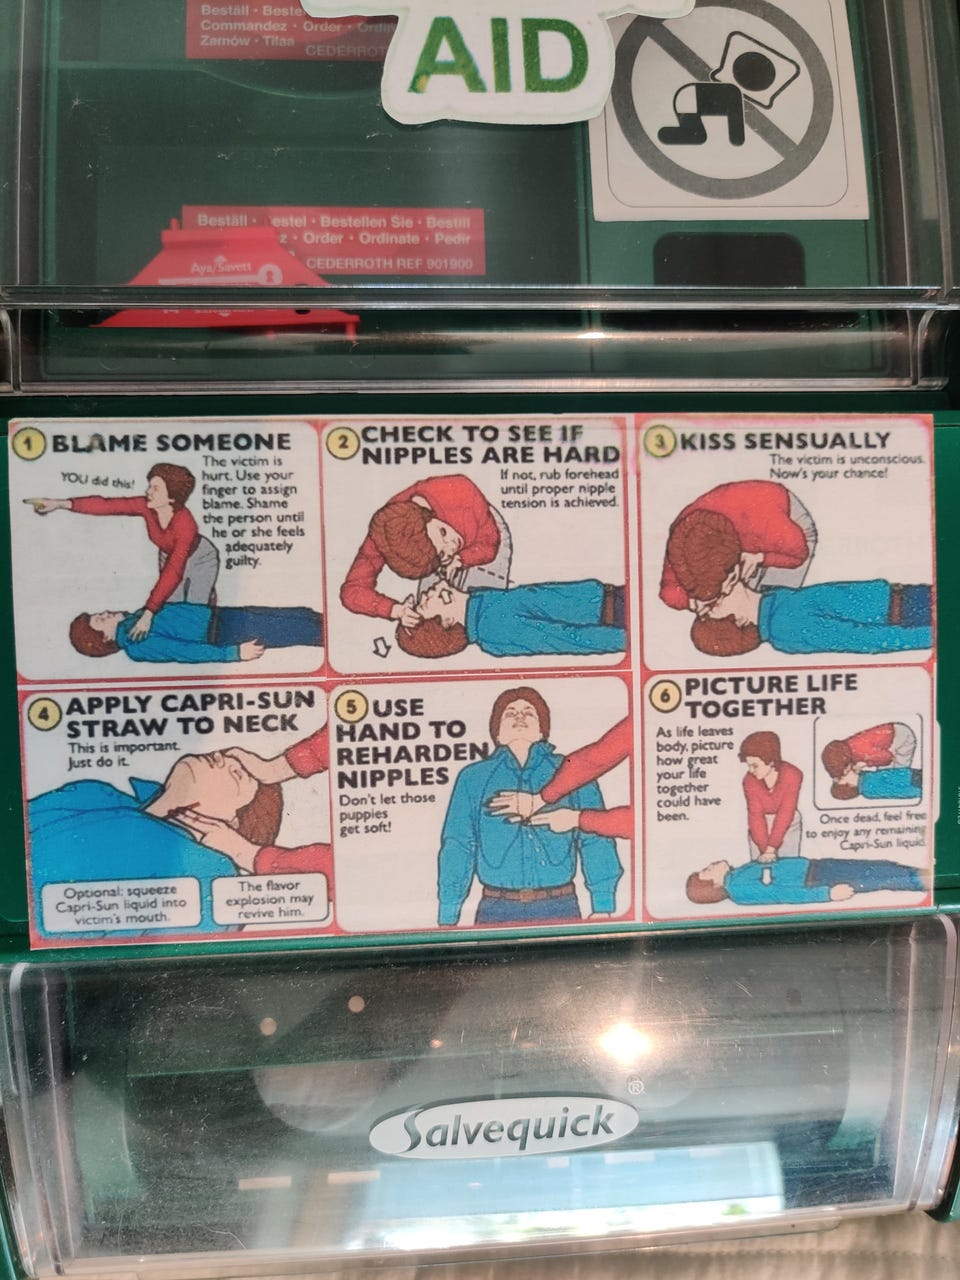 Beställ · Beste
Commandez · Order · Ordin
Zamów · Tilaa
CEDERROTH
AID
Beställ · estel · Bestellen Sie · Bestill
z · Order · Ordinate · Pedir
CEDERROTH REF 901900
Ava/Savett
1 BLAME SOMEONE
YOU did this!
The victim is
hurt. Use your
finger to assign
blame. Shame
the person until
he or she feels
adequately
guilty.
2 CHECK TO SEE IF
NIPPLES ARE HARD
If not, rub forehead
until proper nipple
tension is achieved.
3 KISS SENSUALLY
The victim is unconscious.
Now's your chance!
4 APPLY CAPRI-SUN
STRAW TO NECK
This is important.
Just do it.
Optional: squeeze
Capri-Sun liquid into
victim's mouth.
The flavor
explosion may
revive him.
5 USE
HAND TO
REHARDEN
NIPPLES
Don't let those
puppies
get soft!
6 PICTURE LIFE
TOGETHER
As life leaves
body, picture
how great
your life
together
could have
been.
Once dead, feel free
to enjoy any remaining
Capri-Sun liquid.
Salvequick®